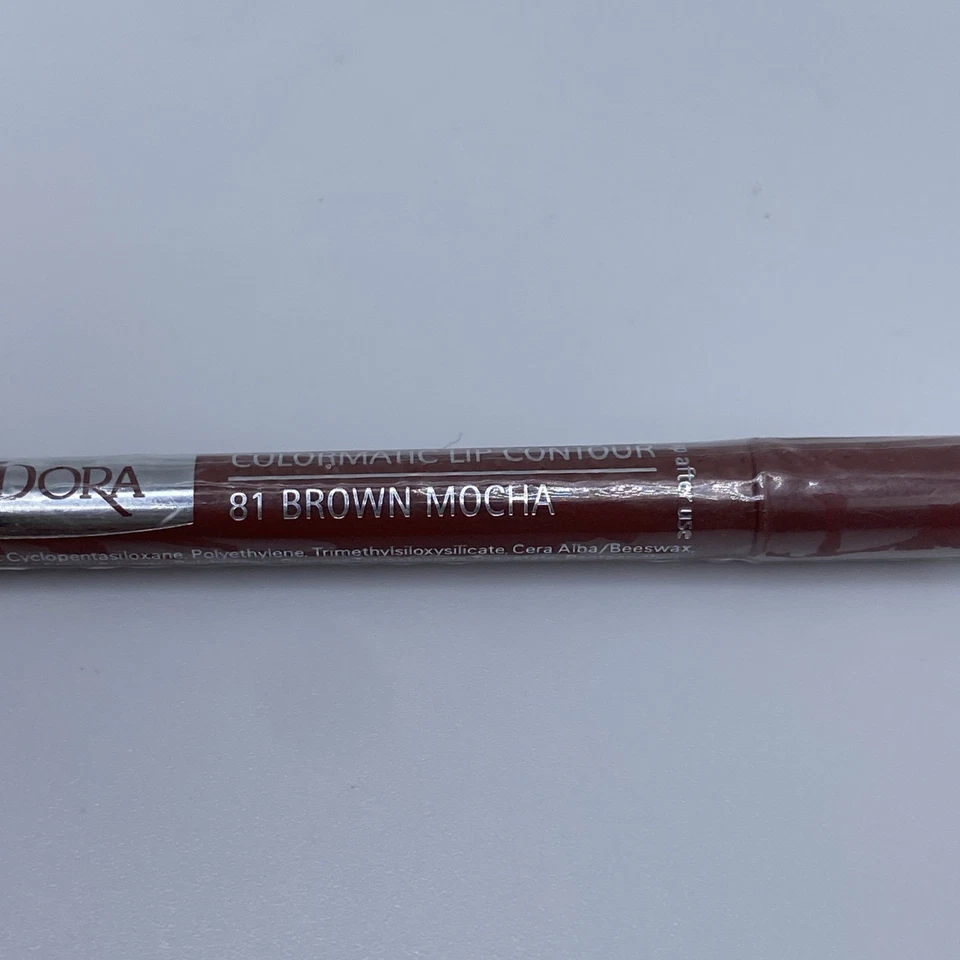 DORA
COLORMATIC LIP CONTOUR
81 BROWN MOCHA
Cyclopentasiloxane, Polyethylene, Trimethylsiloxysilicate, Cera Alba/Beeswax,
after use